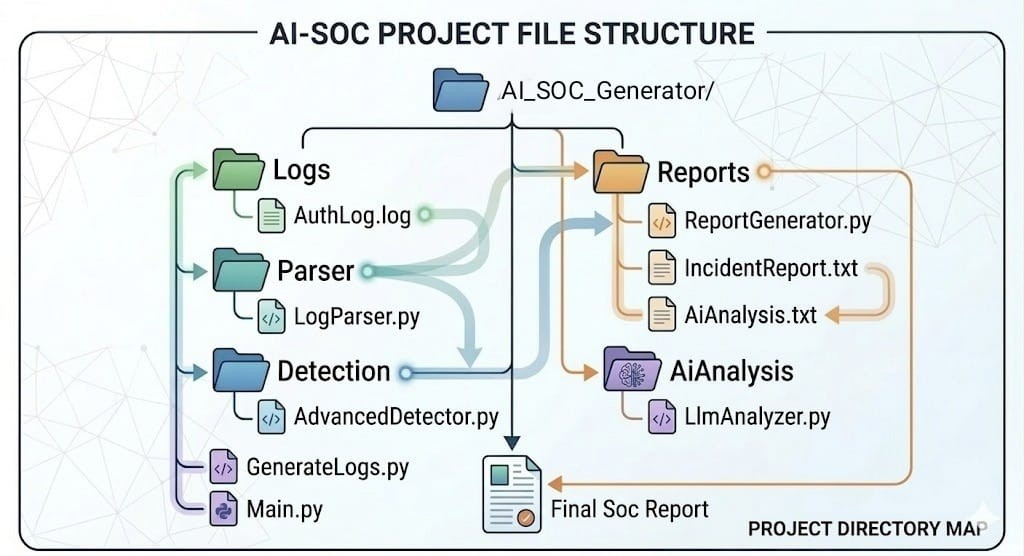 AI-SOC PROJECT FILE STRUCTURE
AI_SOC_Generator/
Logs
AuthLog.log
Parser
LogParser.py
Detection
AdvancedDetector.py
GenerateLogs.py
Main.py
Reports
ReportGenerator.py
IncidentReport.txt
AiAnalysis.txt
AiAnalysis
LlmAnalyzer.py
Final Soc Report
PROJECT DIRECTORY MAP